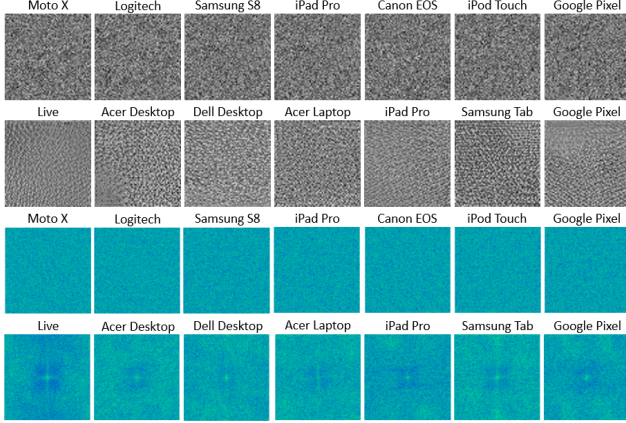 Moto X Logitech Samsung S8 iPad Pro Canon EOS iPod Touch Google Pixel
Live Acer Desktop Dell Desktop Acer Laptop iPad Pro Samsung Tab Google Pixel
Moto X Logitech Samsung S8 iPad Pro Canon EOS iPod Touch Google Pixel
Live Acer Desktop Dell Desktop Acer Laptop iPad Pro Samsung Tab Google Pixel